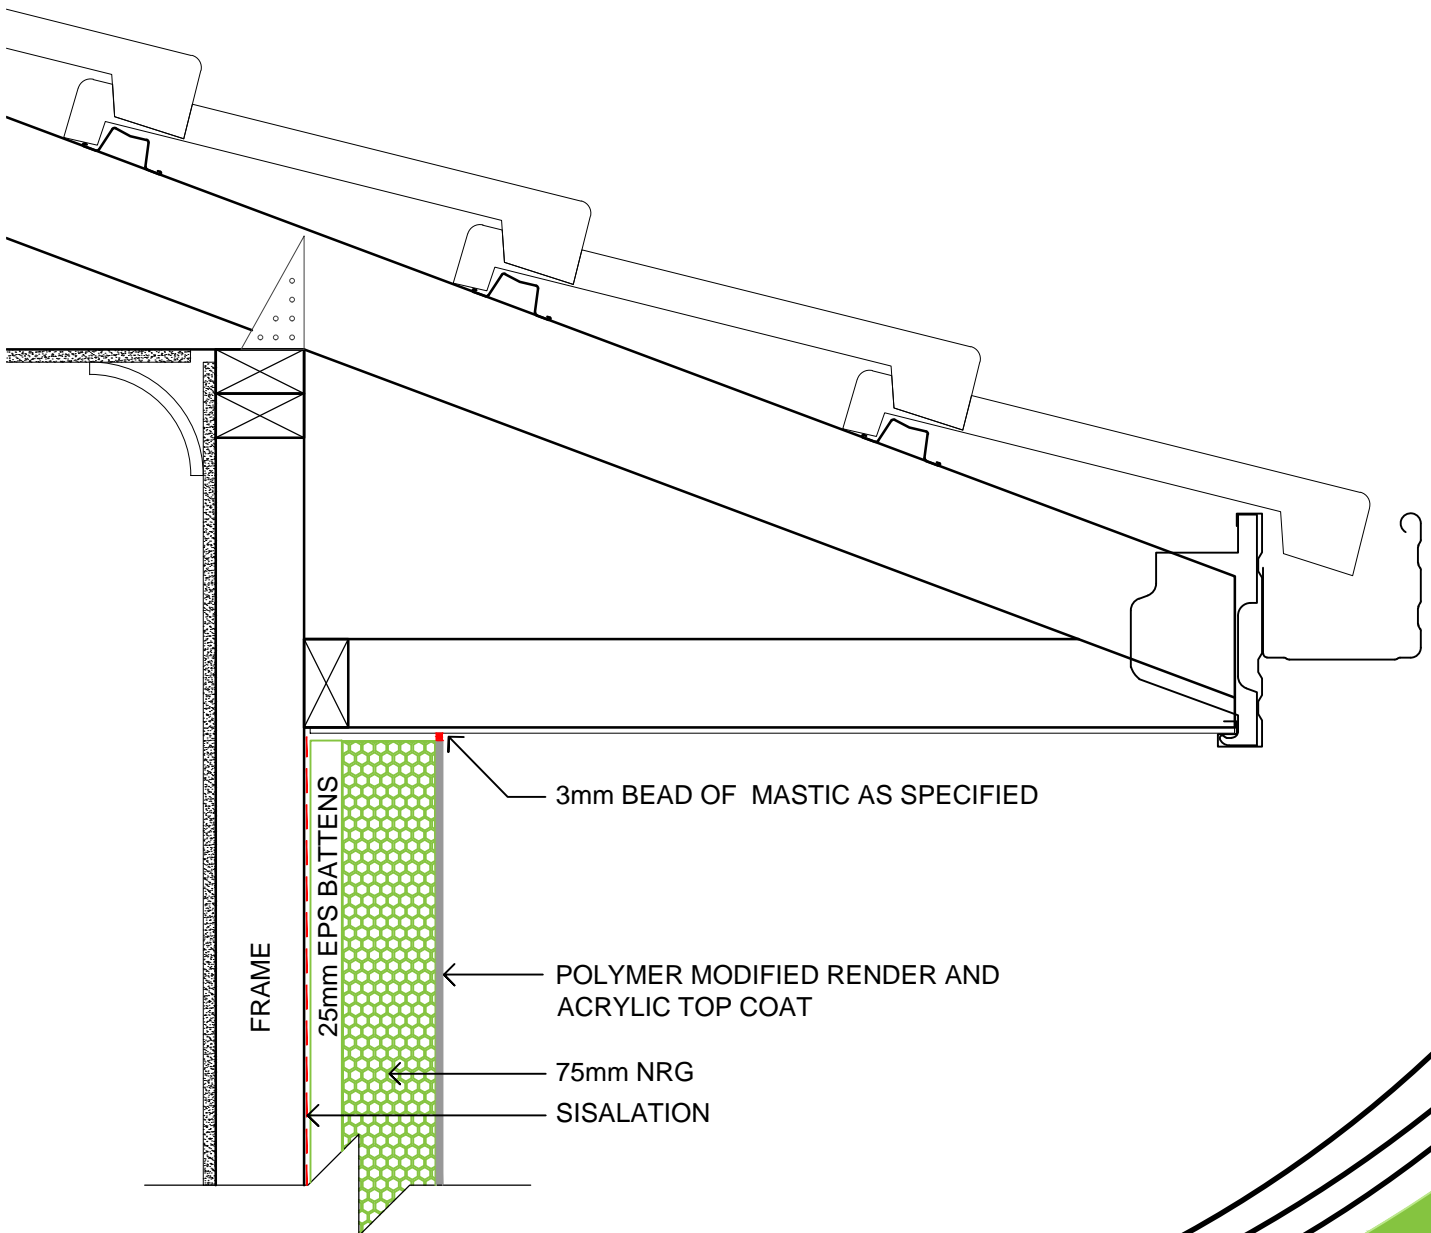 3mm BEAD OF MASTIC AS SPECIFIED
25mm EPS BATTENS
FRAME
POLYMER MODIFIED RENDER AND
ACRYLIC TOP COAT
75mm NRG
SISALATION